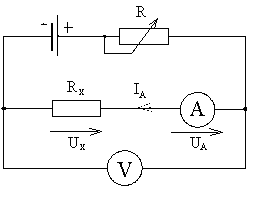 - + R
Rx IA A
Ux UA
V